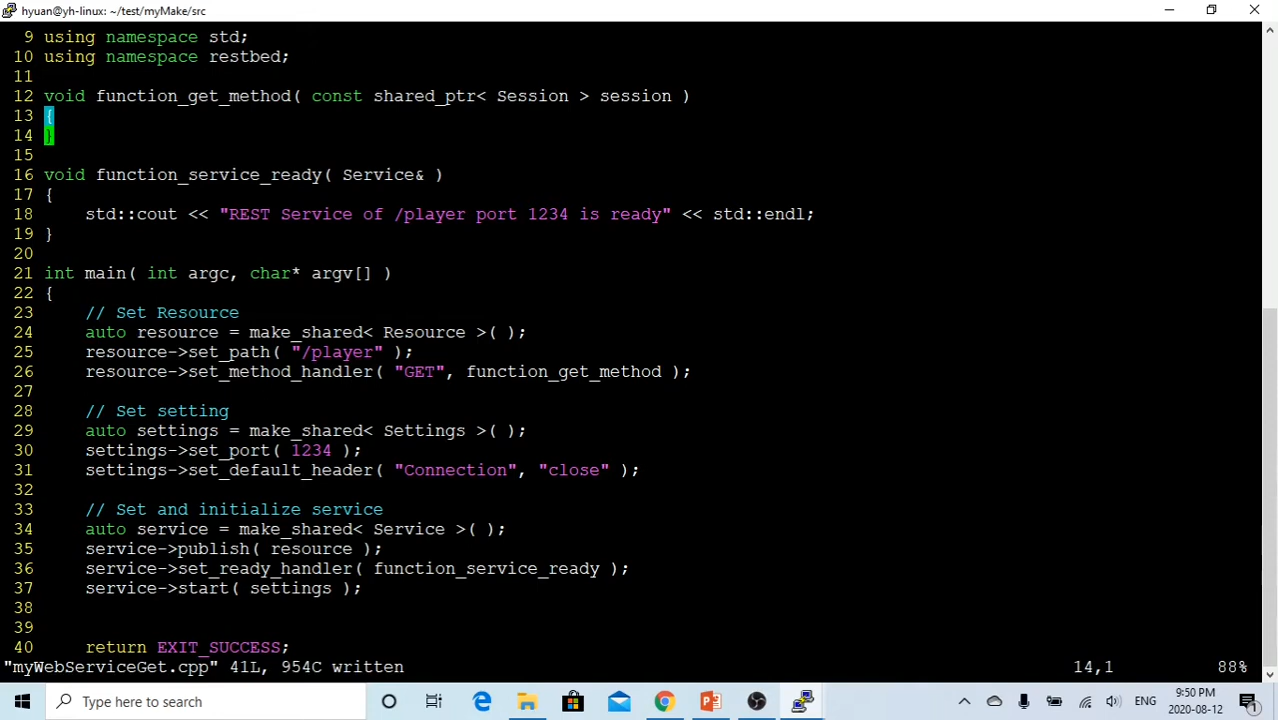 hyuan@yh-linux: ~/test/myMake/src
9 using namespace std;
10 using namespace restbed;
11
12 void function_get_method( const shared_ptr< Session > session )
13 {
14 }
15
16 void function_service_ready( Service& )
17 {
18     std::cout << "REST Service of /player port 1234 is ready" << std::endl;
19 }
20
21 int main( int argc, char* argv[] )
22 {
23     // Set Resource
24     auto resource = make_shared< Resource >( );
25     resource->set_path( "/player" );
26     resource->set_method_handler( "GET", function_get_method );
27
28     // Set setting
29     auto settings = make_shared< Settings >( );
30     settings->set_port( 1234 );
31     settings->set_default_header( "Connection", "close" );
32
33     // Set and initialize service
34     auto service = make_shared< Service >( );
35     service->publish( resource );
36     service->set_ready_handler( function_service_ready );
37     service->start( settings );
38
39
40     return EXIT_SUCCESS;
"myWebServiceGet.cpp" 41L, 954C written 14,1 88%
Type here to search
ENG
9:50 PM
2020-08-12
1